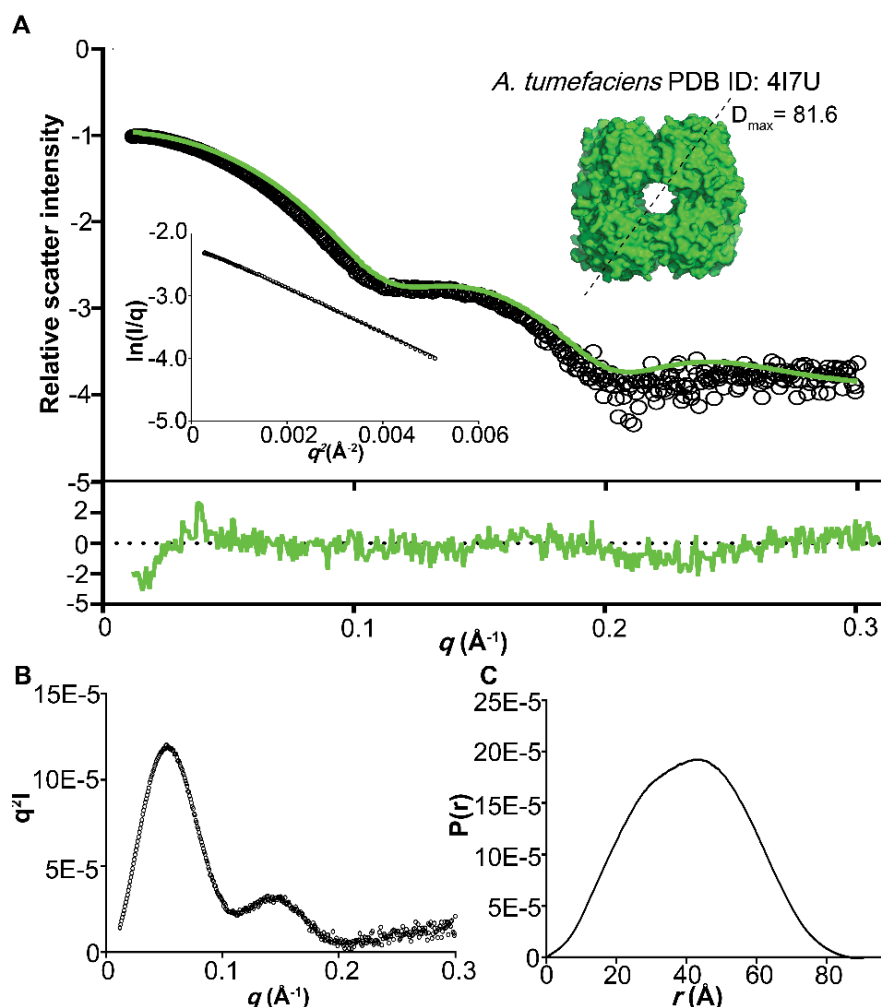 A
0
-1
-2
-3
-4
-5
Relative scatter intensity
A. tumefaciens PDB ID: 4I7U
Dmax= 81.6
-2.0
-3.0
-4.0
-5.0
ln(I/q)
0.002 0.004 0.006
q²(Å⁻²)
2
0
-2
-5
0 0.1 0.2 0.3
q (Å⁻¹)
B
15E-5
10E-5
5E-5
0
q²I
0 0.1 0.2 0.3
q (Å⁻¹)
C
25E-5
20E-5
15E-5
10E-5
5E-5
0
P(r)
0 20 40 60 80
r (Å)